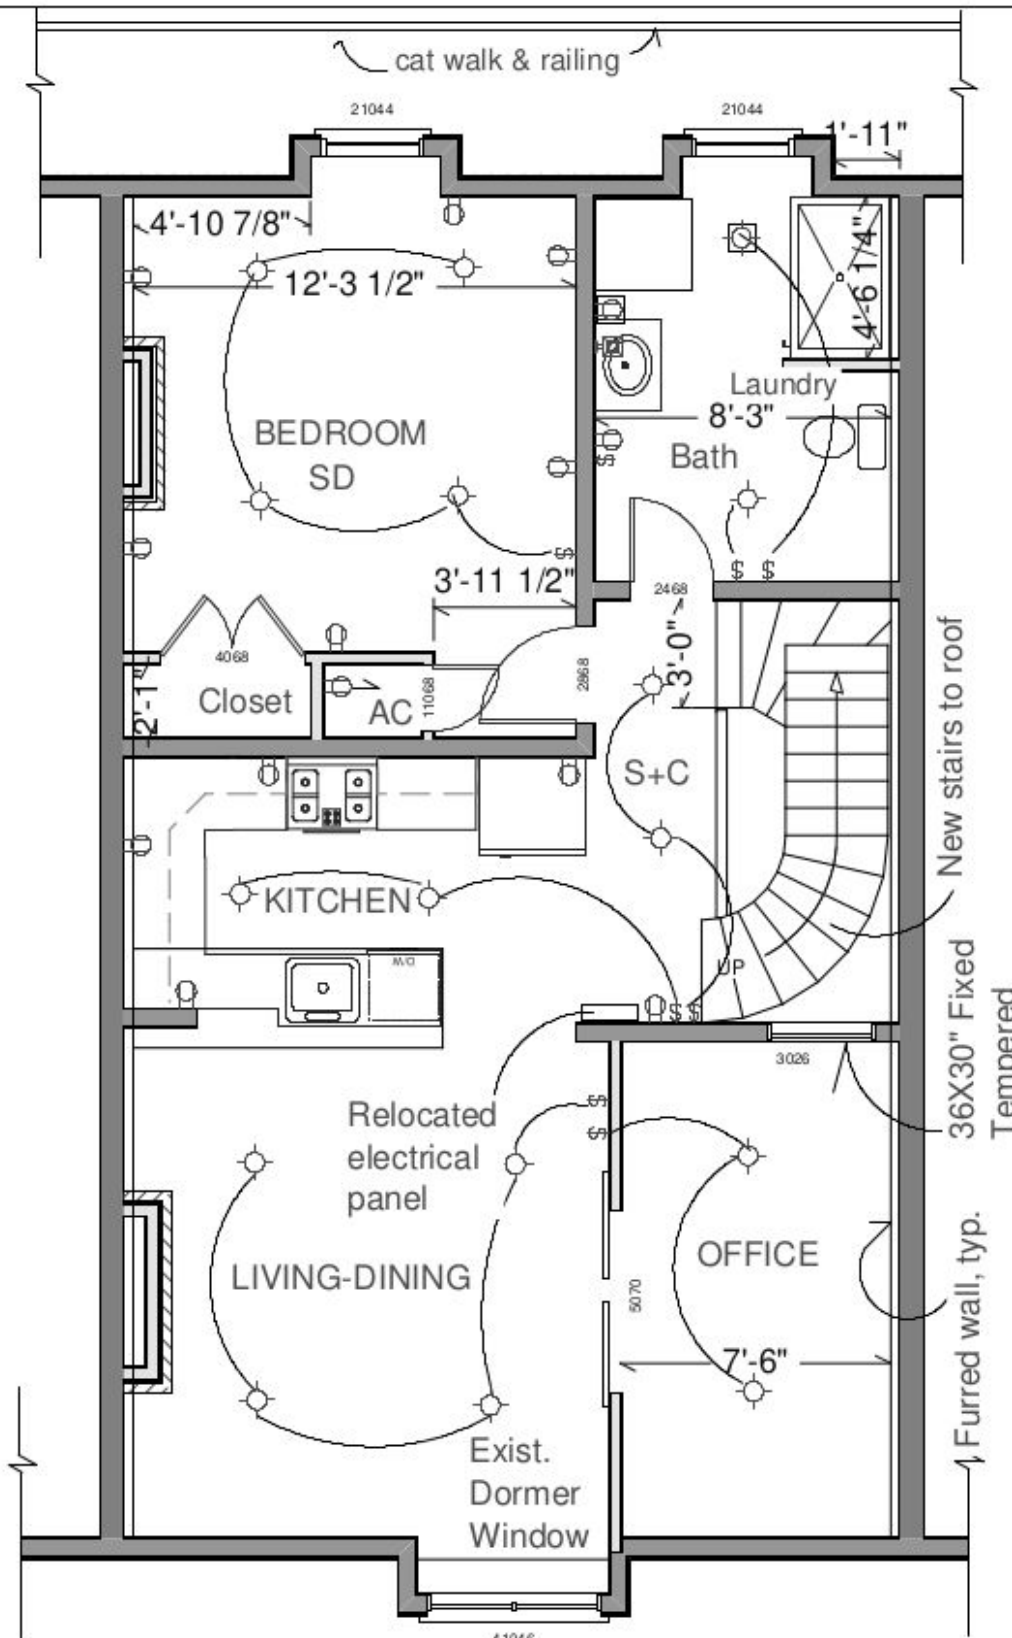 cat walk & railing
21044
21044
1'-11"
4'-10 7/8"
12'-3 1/2"
4'-6 1/4"
Laundry
8'-3"
BEDROOM
SD
Bath
$
$
$ $
3'-11 1/2"
2468
3'-0"
4068
2868
2'-1"
Closet
AC
11068
S+C
New stairs to roof
KITCHEN
D/W
UP
$ $
36X30" Fixed
Tempered
3026
Relocated
electrical
panel
$
$
LIVING-DINING
OFFICE
5070
7'-6"
Furred wall, typ.
Exist.
Dormer
Window